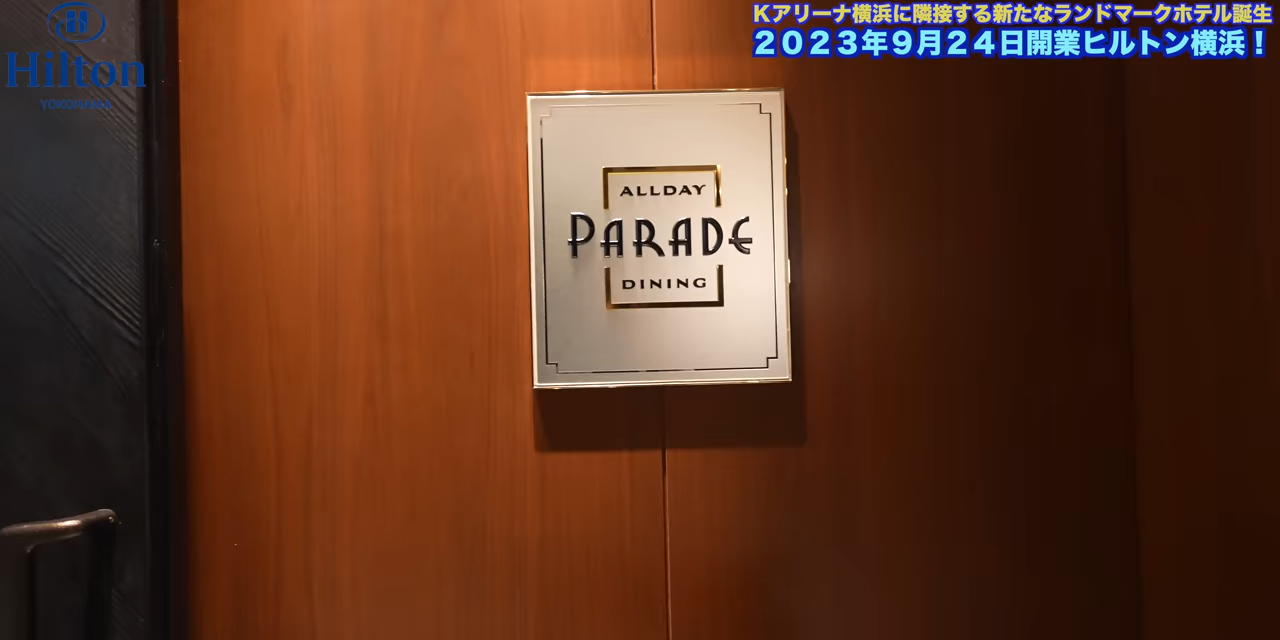 Hilton
YOKOHAMA
Kアリーナ横浜に隣接する新たなランドマークホテル誕生
2023年9月24日開業ヒルトン横浜!
ALLDAY
PARADE
DINING